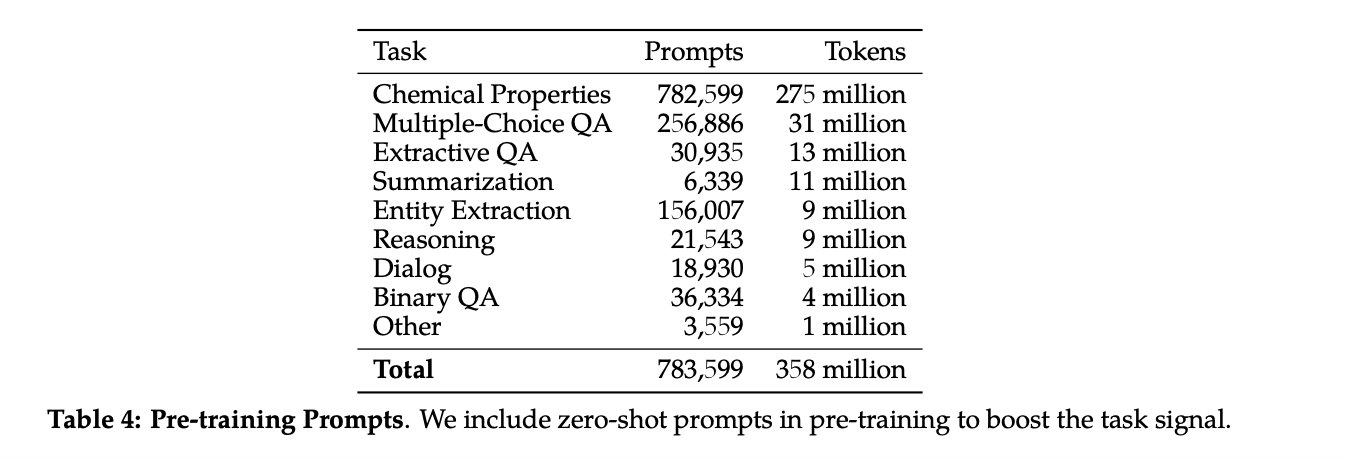 Task Prompts Tokens
Chemical Properties 782,599 275 million
Multiple-Choice QA 256,886 31 million
Extractive QA 30,935 13 million
Summarization 6,339 11 million
Entity Extraction 156,007 9 million
Reasoning 21,543 9 million
Dialog 18,930 5 million
Binary QA 36,334 4 million
Other 3,559 1 million
Total 783,599 358 million
Table 4: Pre-training Prompts. We include zero-shot prompts in pre-training to boost the task signal.